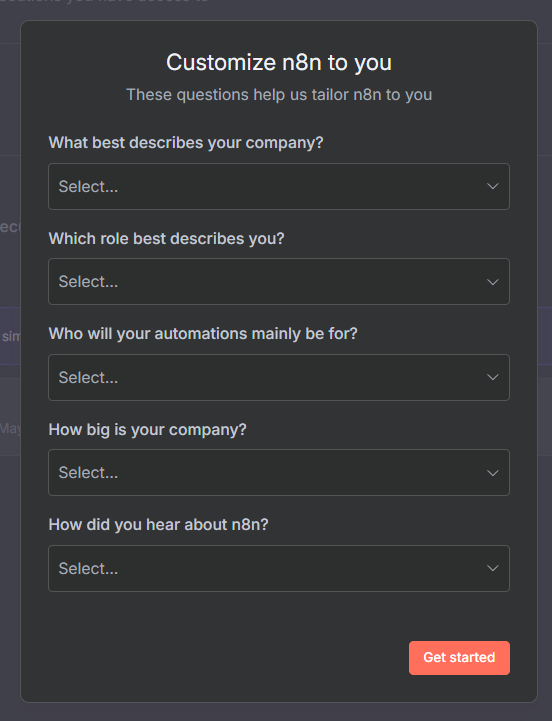 Customize n8n to you
These questions help us tailor n8n to you
What best describes your company?
Select...
Which role best describes you?
Select...
Who will your automations mainly be for?
Select...
How big is your company?
Select...
How did you hear about n8n?
Select...
Get started